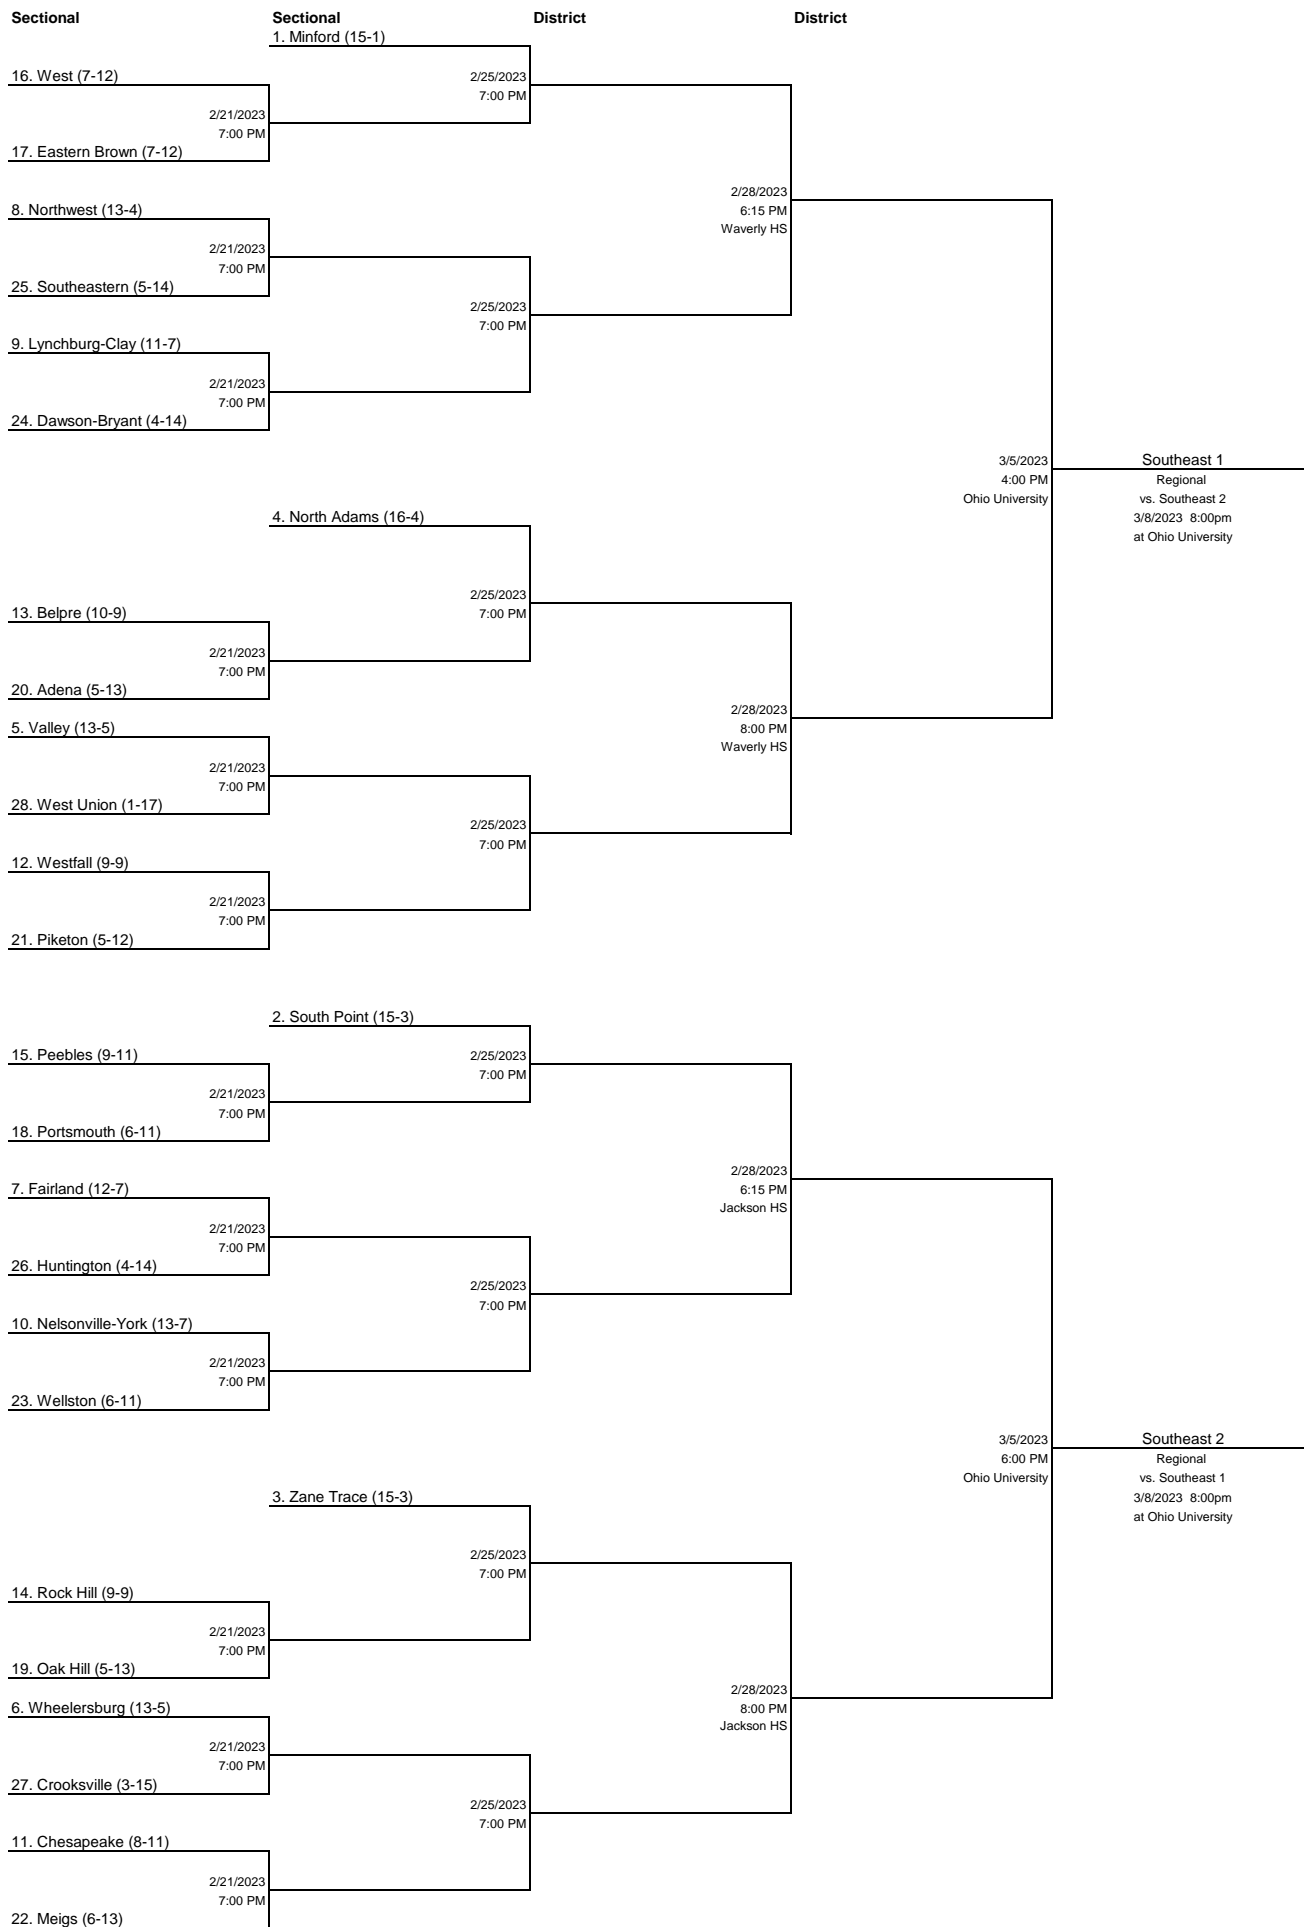 Sectional Sectional District District
1. Minford (15-1)
16. West (7-12)
2/25/2023
7:00 PM
2/21/2023
7:00 PM
17. Eastern Brown (7-12)
2/28/2023
6:15 PM
Waverly HS
8. Northwest (13-4)
2/21/2023
7:00 PM
25. Southeastern (5-14)
2/25/2023
7:00 PM
9. Lynchburg-Clay (11-7)
2/21/2023
7:00 PM
24. Dawson-Bryant (4-14)
3/5/2023
4:00 PM
Ohio University
Southeast 1
Regional
vs. Southeast 2
3/8/2023 8:00pm
at Ohio University
4. North Adams (16-4)
2/25/2023
7:00 PM
13. Belpre (10-9)
2/21/2023
7:00 PM
20. Adena (5-13)
2/28/2023
8:00 PM
Waverly HS
5. Valley (13-5)
2/21/2023
7:00 PM
28. West Union (1-17)
2/25/2023
7:00 PM
12. Westfall (9-9)
2/21/2023
7:00 PM
21. Piketon (5-12)
2. South Point (15-3)
15. Peebles (9-11)
2/25/2023
7:00 PM
2/21/2023
7:00 PM
18. Portsmouth (6-11)
2/28/2023
6:15 PM
Jackson HS
7. Fairland (12-7)
2/21/2023
7:00 PM
26. Huntington (4-14)
2/25/2023
7:00 PM
10. Nelsonville-York (13-7)
2/21/2023
7:00 PM
23. Wellston (6-11)
3/5/2023
6:00 PM
Ohio University
Southeast 2
Regional
vs. Southeast 1
3/8/2023 8:00pm
at Ohio University
3. Zane Trace (15-3)
2/25/2023
7:00 PM
14. Rock Hill (9-9)
2/21/2023
7:00 PM
19. Oak Hill (5-13)
2/28/2023
8:00 PM
Jackson HS
6. Wheelersburg (13-5)
2/21/2023
7:00 PM
27. Crooksville (3-15)
2/25/2023
7:00 PM
11. Chesapeake (8-11)
2/21/2023
7:00 PM
22. Meigs (6-13)